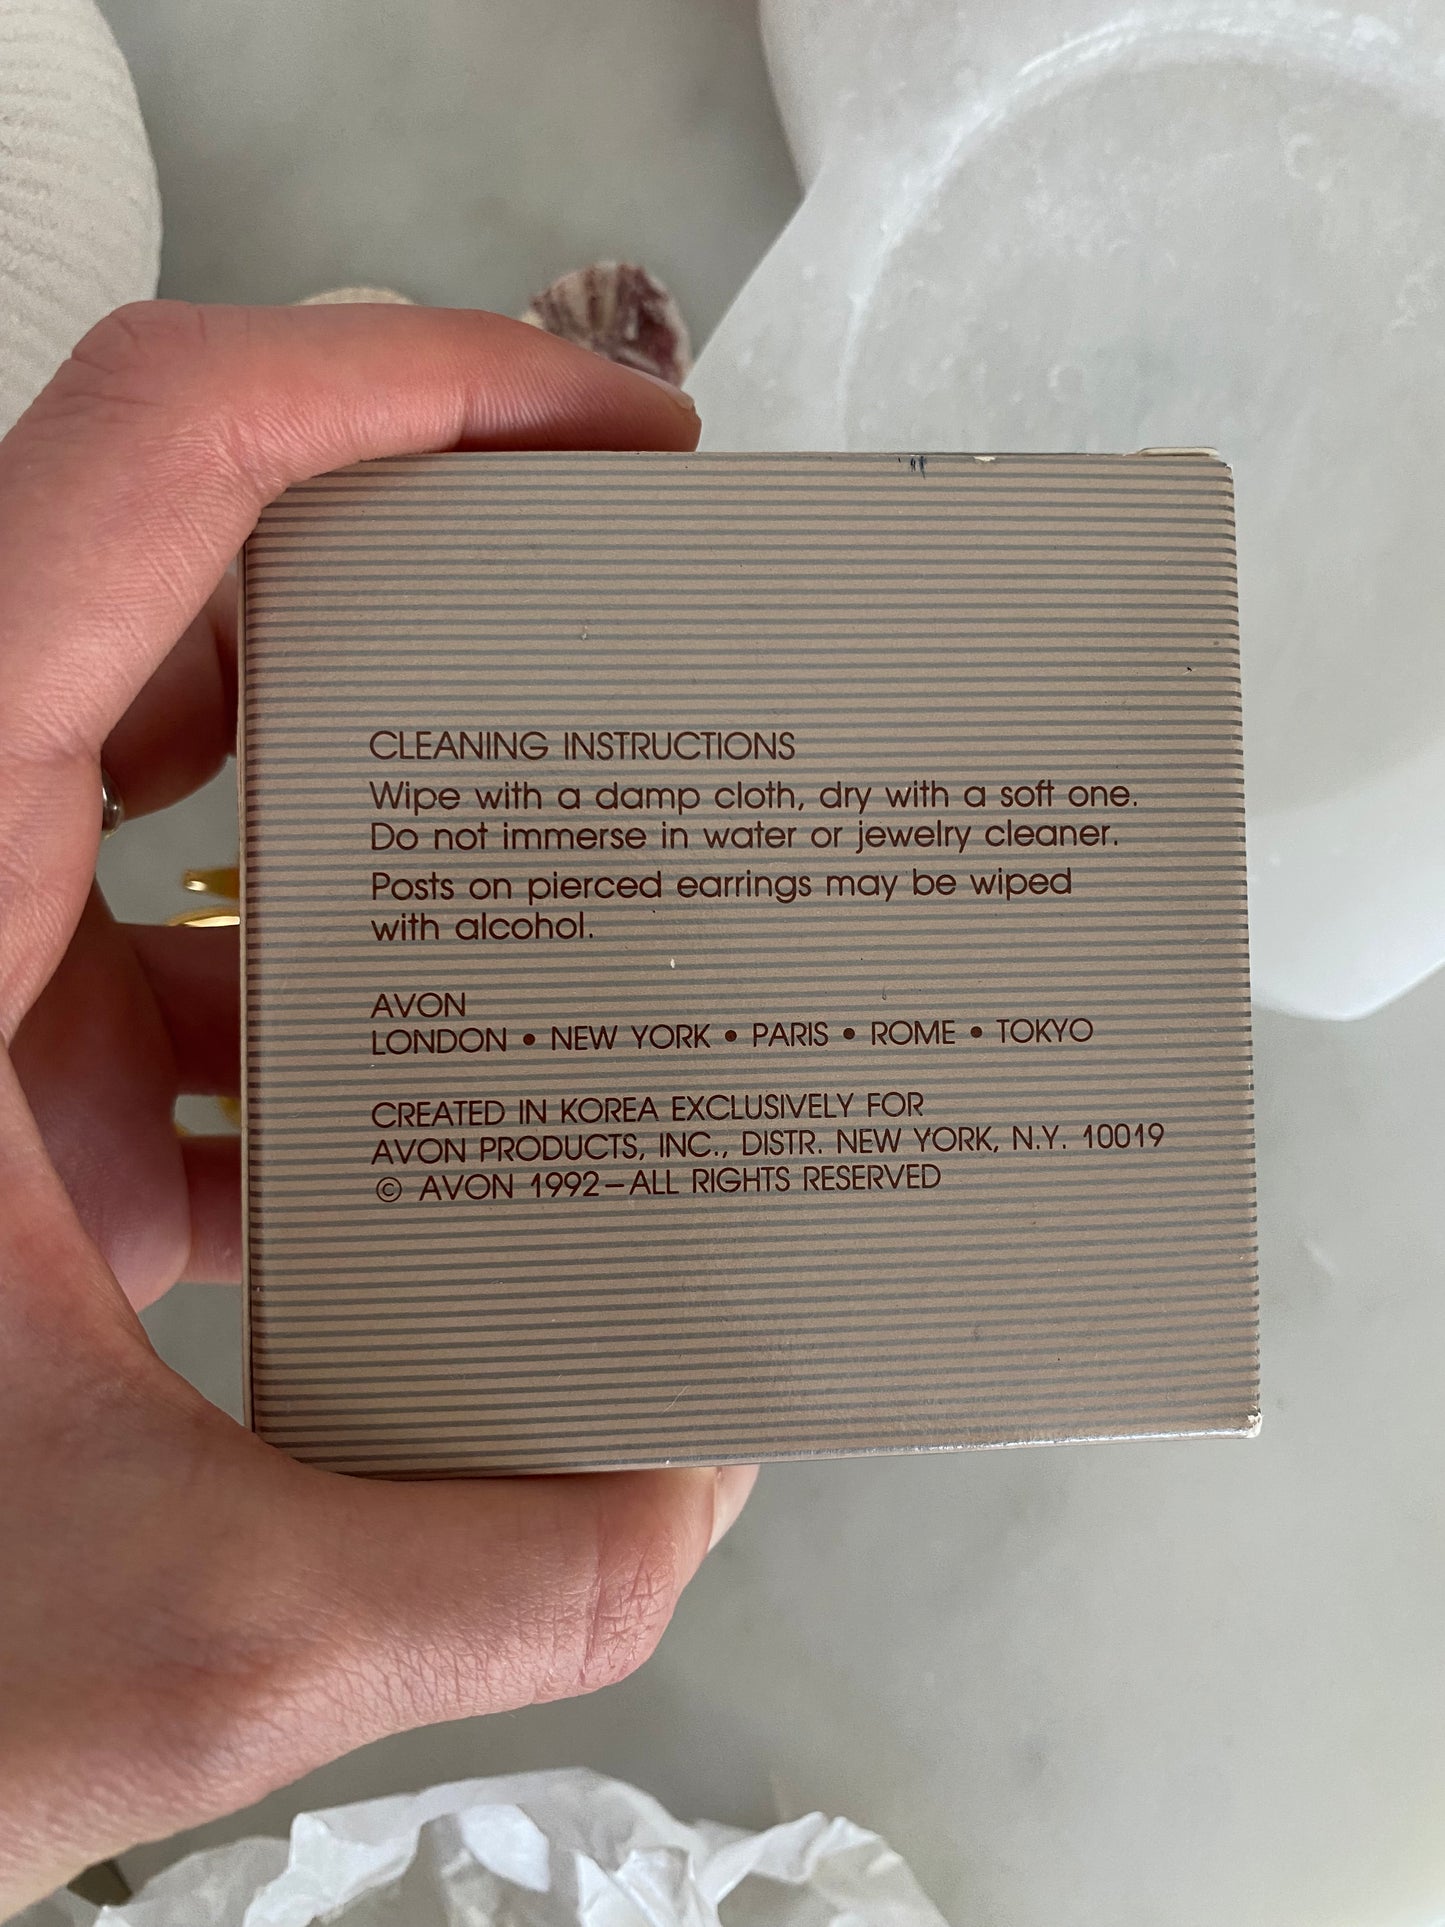 CLEANING INSTRUCTIONS
Wipe with a damp cloth, dry with a soft one.
Do not immerse in water or jewelry cleaner.
Posts on pierced earrings may be wiped
with alcohol.
AVON
LONDON • NEW YORK • PARIS • ROME • TOKYO
CREATED IN KOREA EXCLUSIVELY FOR
AVON PRODUCTS, INC., DISTR. NEW YORK, N.Y. 10019
© AVON 1992–ALL RIGHTS RESERVED